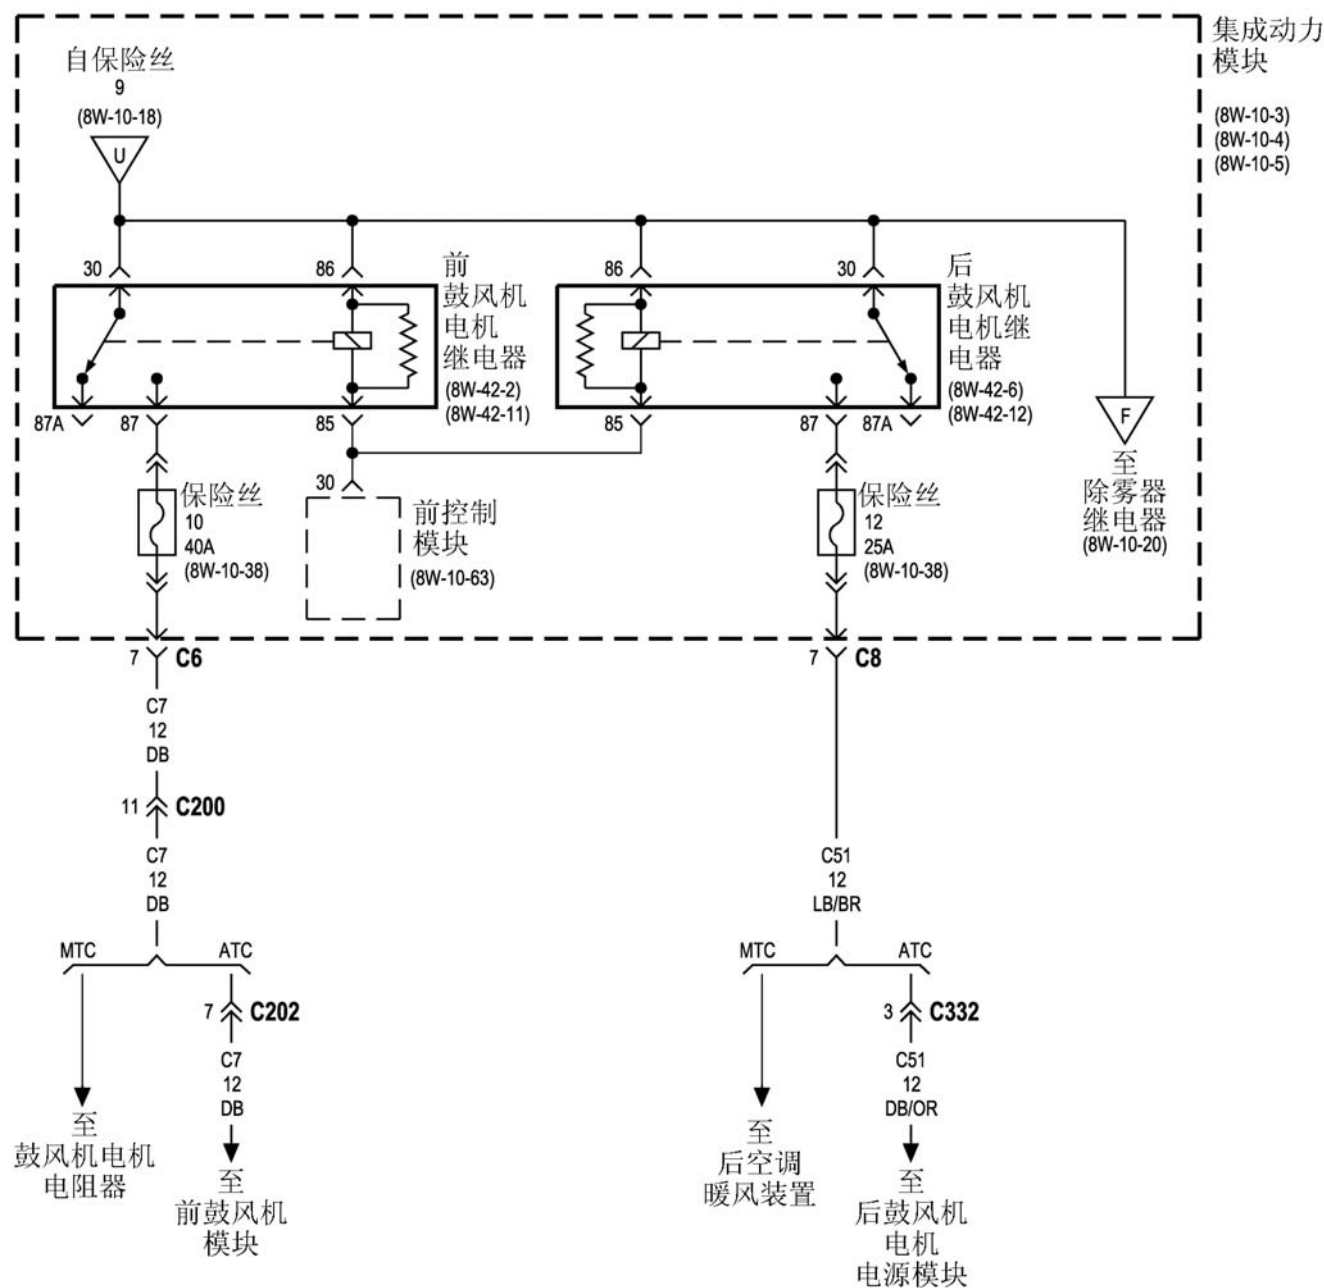 集成动力
模块
(8W-10-3)
(8W-10-4)
(8W-10-5)
自保险丝
9
(8W-10-18)
U
30
86
前
鼓风机
电机
继电器
(8W-42-2)
(8W-42-11)
86
30
后
鼓风机
电机继
电器
(8W-42-6)
(8W-42-12)
87A
87
85
85
87
87A
F
至
除雾器
继电器
(8W-10-20)
保险丝
10
40A
(8W-10-38)
30
前控制
模块
(8W-10-63)
保险丝
12
25A
(8W-10-38)
7
C6
7
C8
C7
12
DB
11
C200
C7
12
DB
C51
12
LB/BR
MTC
ATC
MTC
ATC
7
C202
3
C332
C7
12
DB
C51
12
DB/OR
至
鼓风机电机
电阻器
至
前鼓风机
模块
至
后空调
暖风装置
至
后鼓风机
电机
电源模块